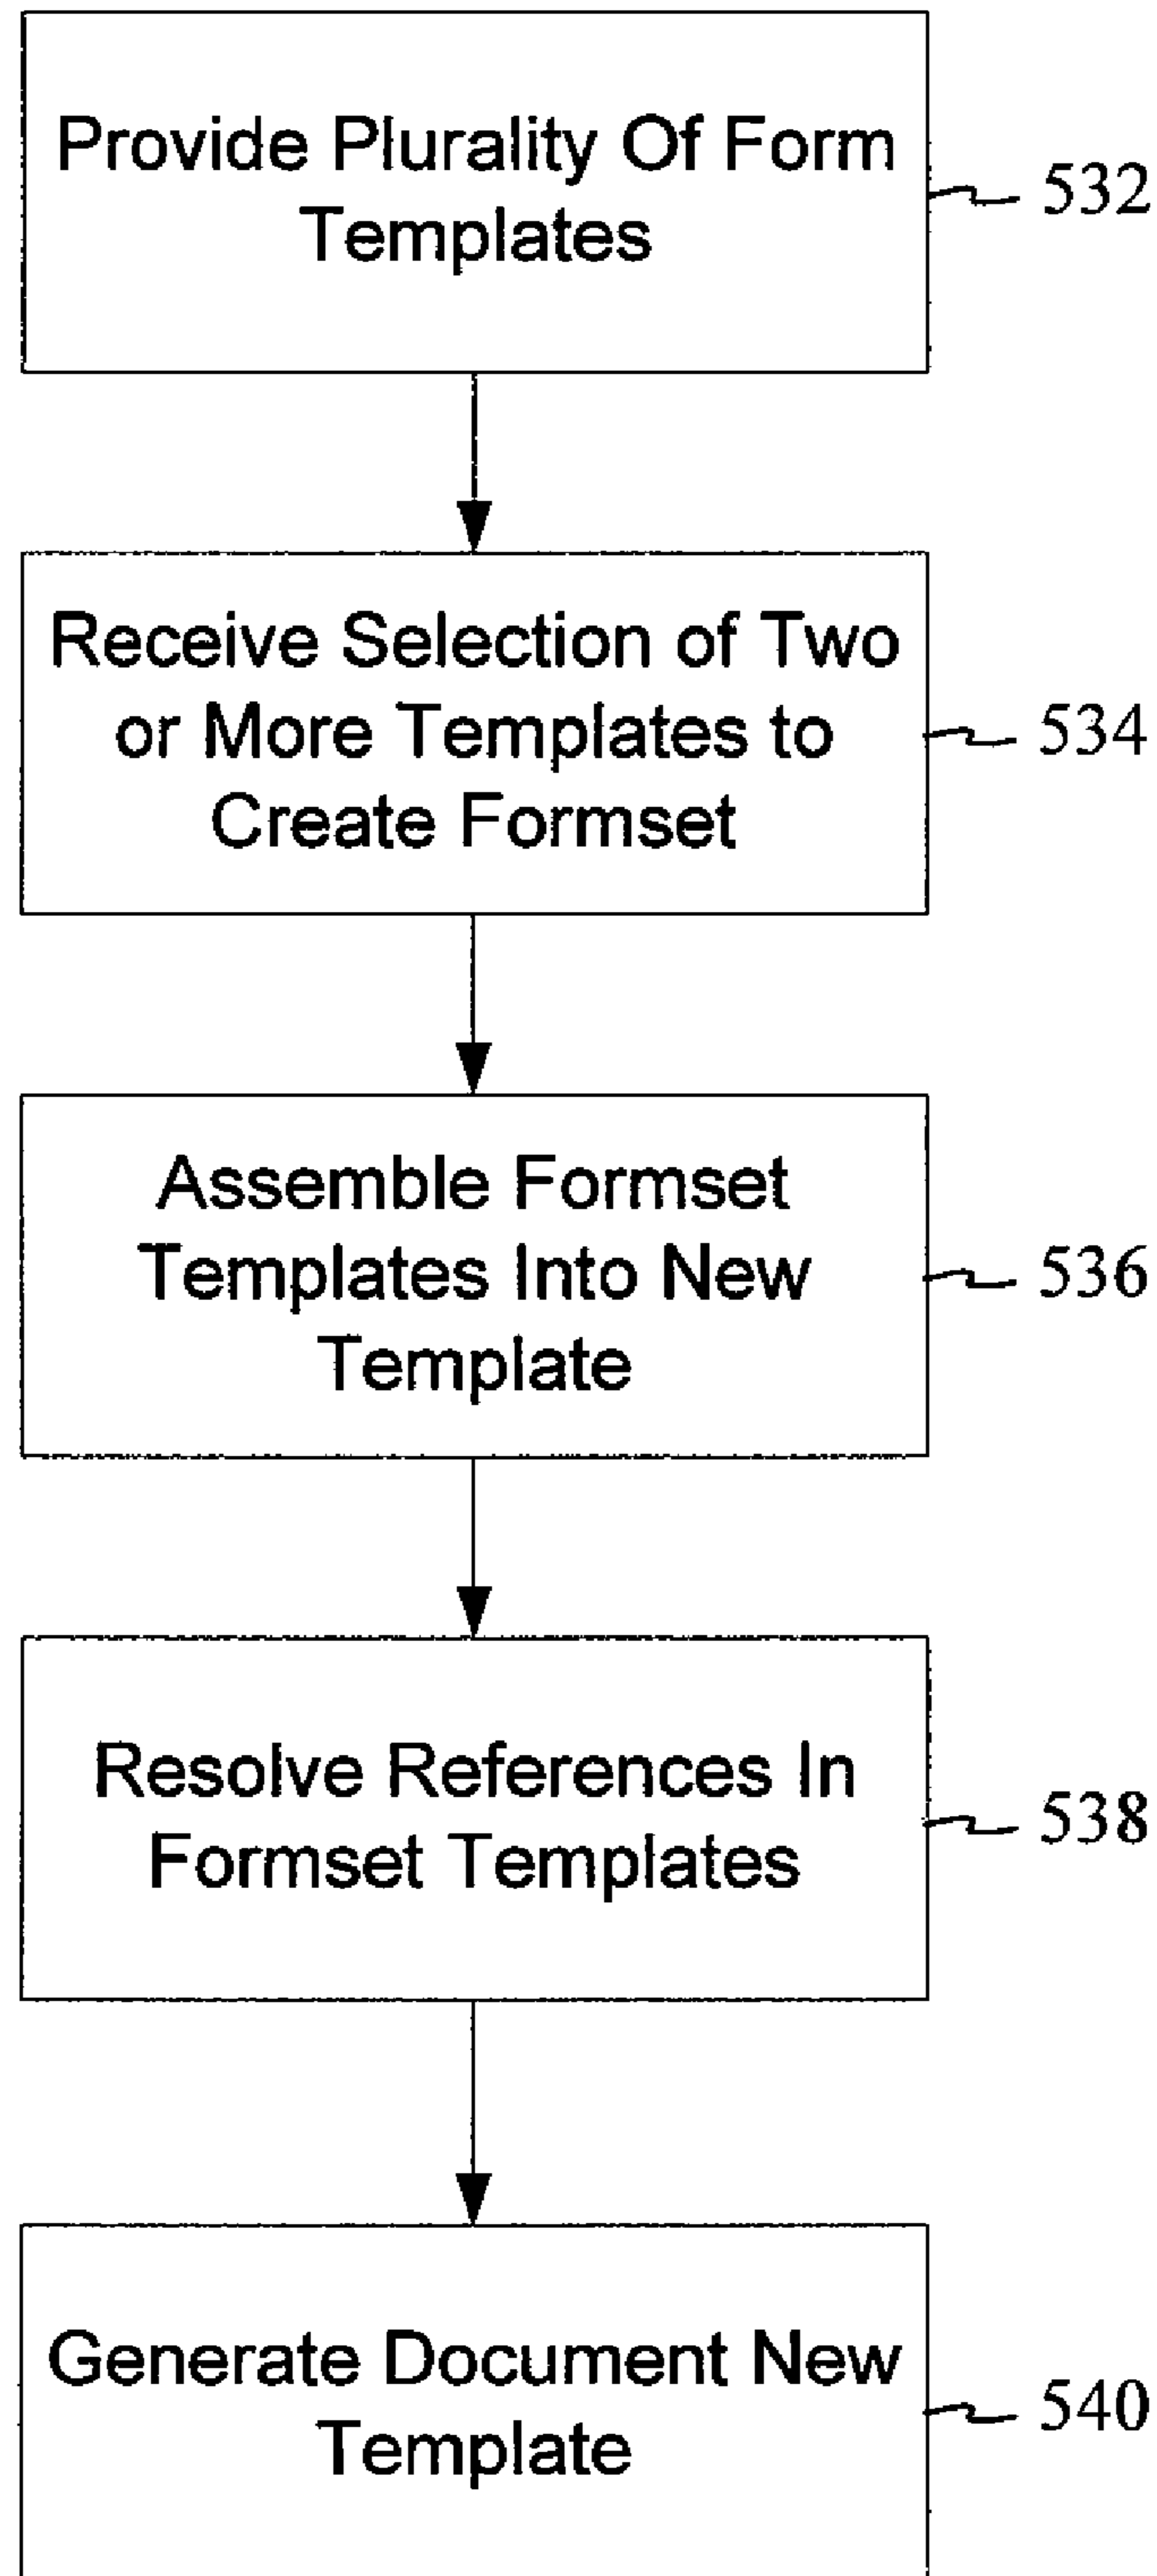 Provide Plurality Of Form
Templates
532
Receive Selection of Two
or More Templates to
Create Formset
534
Assemble Formset
Templates Into New
Template
536
Resolve References In
Formset Templates
538
Generate Document New
Template
540